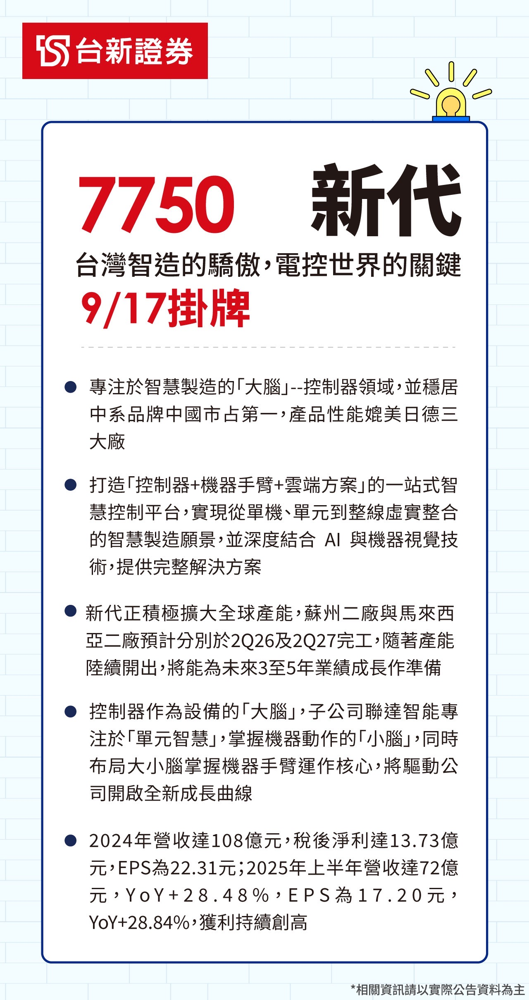 台新證券
7750 新代
台灣智造的驕傲，電控世界的關鍵
9/17掛牌
專注於智慧製造的「大腦」--控制器領域，並穩居
中系品牌中國市占第一，產品性能媲美日德三
大廠
打造「控制器+機器手臂+雲端方案」的一站式智
慧控制平台，實現從單機、單元到整線虛實整合
的智慧製造願景，並深度結合 AI 與機器視覺技
術，提供完整解決方案
新代正積極擴大全球產能，蘇州二廠與馬來西
亞二廠預計分別於2Q26及2Q27完工，隨著產能
陸續開出，將能為未來3至5年業績成長作準備
控制器作為設備的「大腦」，子公司聯達智能專
注於「單元智慧」，掌握機器動作的「小腦」，同時
布局大小腦掌握機器手臂運作核心，將驅動公
司開啟全新成長曲線
2024年營收達108億元，稅後淨利達13.73億
元，EPS為22.31元；2025年上半年營收達72億
元，YoY+28.48%，EPS為17.20元，
YoY+28.84%，獲利持續創高
*相關資訊請以實際公告資料為主